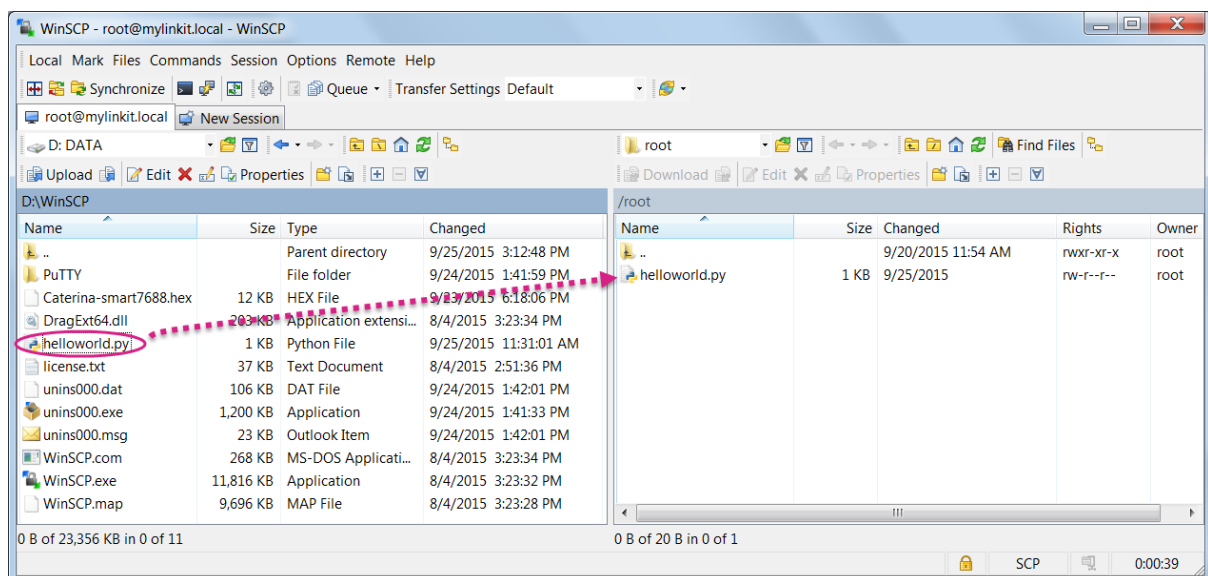 WinSCP - root@mylinkit.local - WinSCP
Local Mark Files Commands Session Options Remote Help
Synchronize Queue Transfer Settings Default
root@mylinkit.local New Session
D: DATA root Find Files
Upload Edit Properties Download Edit Properties
D:\WinSCP /root
Name Size Type Changed Name Size Changed Rights Owner
.. Parent directory 9/25/2015 3:12:48 PM .. 9/20/2015 11:54 AM rwxr-xr-x root
PuTTY File folder 9/24/2015 1:41:59 PM helloworld.py 1 KB 9/25/2015 rw-r--r-- root
Caterina-smart7688.hex 12 KB HEX File 9/23/2015 6:18:06 PM
DragExt64.dll 203 KB Application extensi... 8/4/2015 3:23:34 PM
helloworld.py 1 KB Python File 9/25/2015 11:31:01 AM
license.txt 37 KB Text Document 8/4/2015 2:51:36 PM
unins000.dat 106 KB DAT File 9/24/2015 1:42:01 PM
unins000.exe 1,200 KB Application 9/24/2015 1:41:33 PM
unins000.msg 23 KB Outlook Item 9/24/2015 1:42:01 PM
WinSCP.com 268 KB MS-DOS Applicati... 8/4/2015 3:23:34 PM
WinSCP.exe 11,816 KB Application 8/4/2015 3:23:32 PM
WinSCP.map 9,696 KB MAP File 8/4/2015 3:23:28 PM
0 B of 23,356 KB in 0 of 11 0 B of 20 B in 0 of 1
SCP 0:00:39